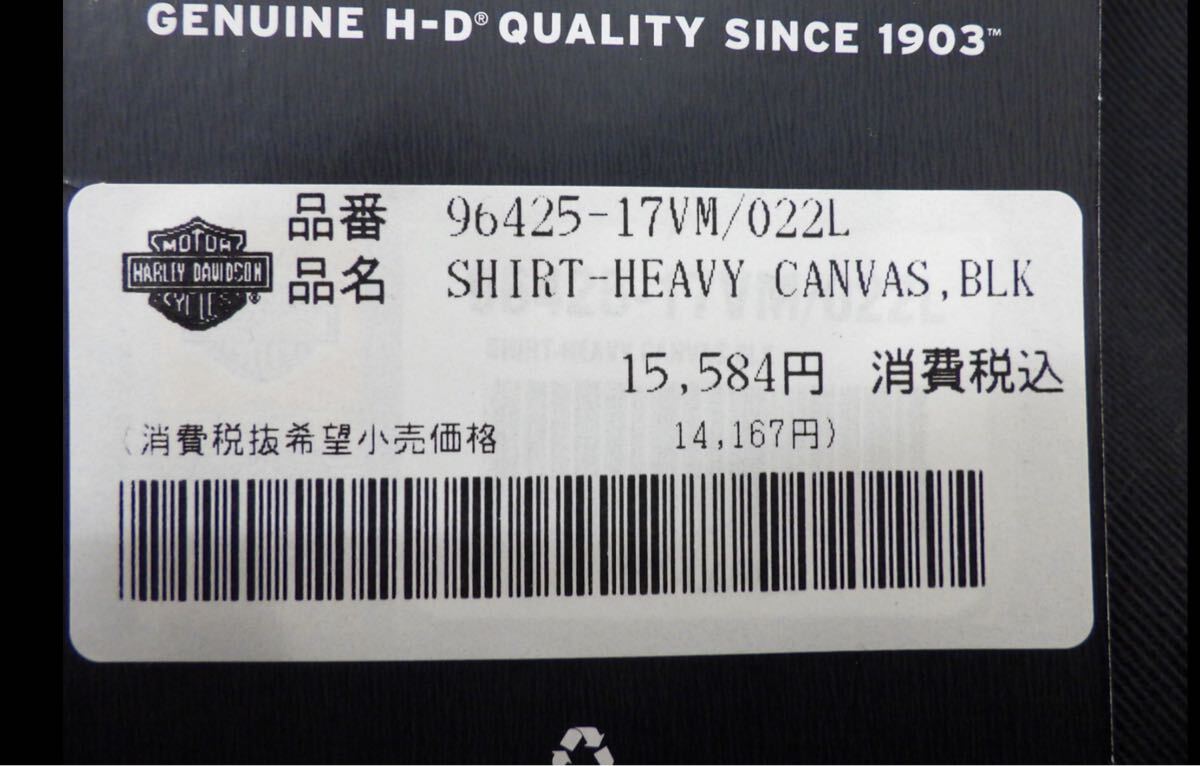 GENUINE H-D® QUALITY SINCE 1903™
品番 96425-17VM/022L
MOTOR
HARLEY DAVIDSON
CYCLES®
品名 SHIRT-HEAVY CANVAS,BLK
15,584円 消費税込
(消費税抜希望小売価格 14,167円)